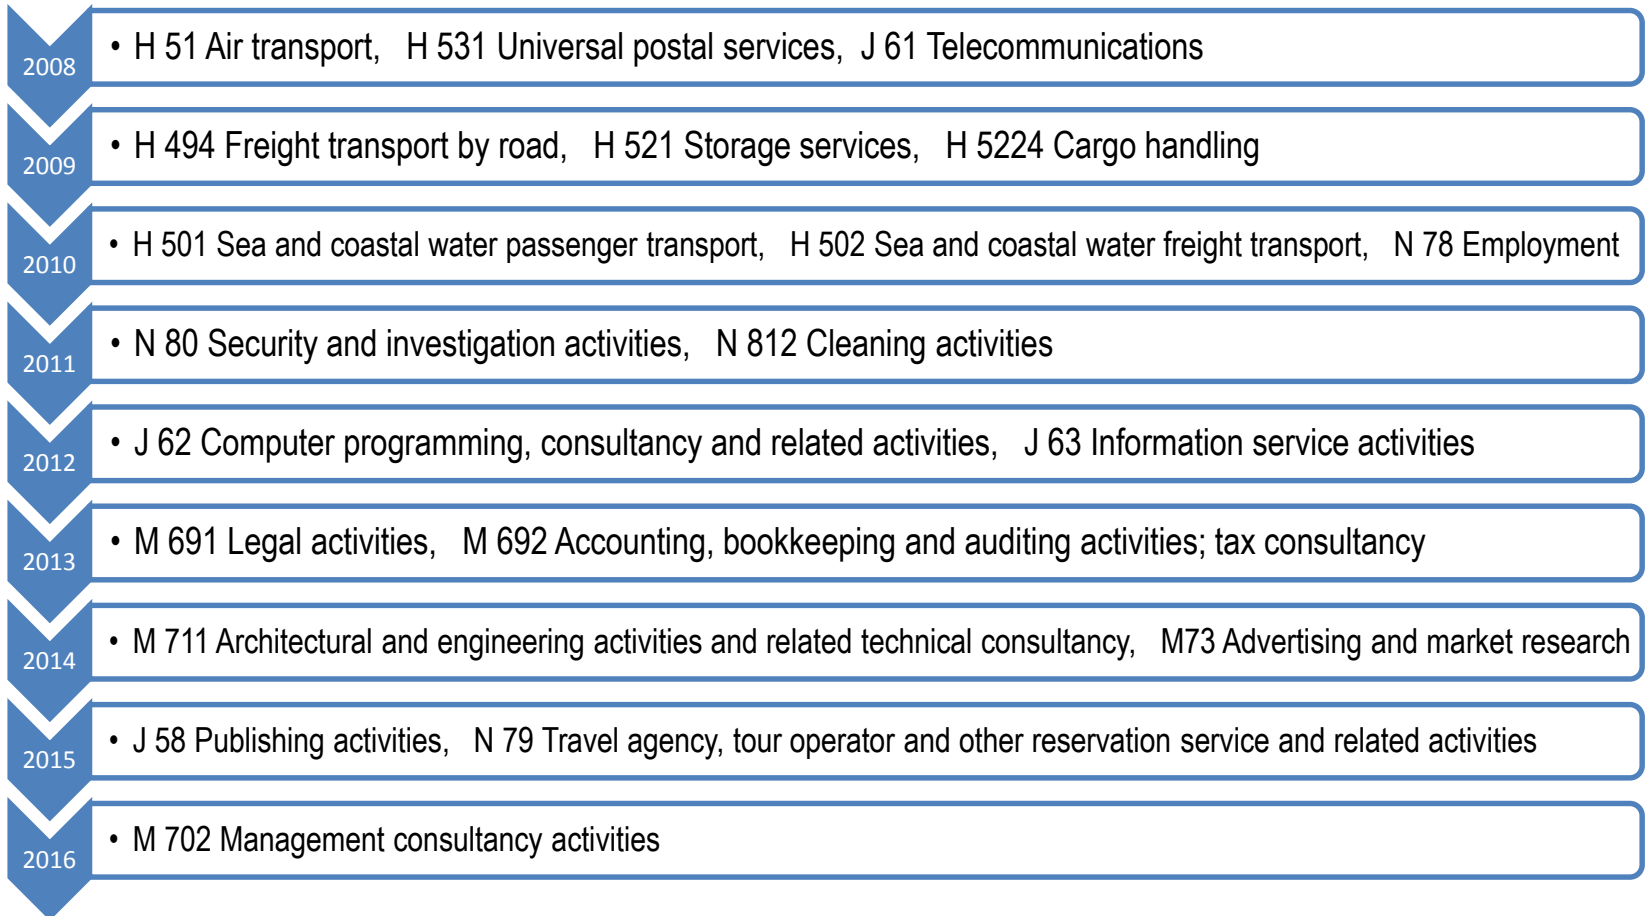 2008
• H 51 Air transport, H 531 Universal postal services, J 61 Telecommunications
2009
• H 494 Freight transport by road, H 521 Storage services, H 5224 Cargo handling
2010
• H 501 Sea and coastal water passenger transport, H 502 Sea and coastal water freight transport, N 78 Employment
2011
• N 80 Security and investigation activities, N 812 Cleaning activities
2012
• J 62 Computer programming, consultancy and related activities, J 63 Information service activities
2013
• M 691 Legal activities, M 692 Accounting, bookkeeping and auditing activities; tax consultancy
2014
• M 711 Architectural and engineering activities and related technical consultancy, M73 Advertising and market research
2015
• J 58 Publishing activities, N 79 Travel agency, tour operator and other reservation service and related activities
2016
• M 702 Management consultancy activities